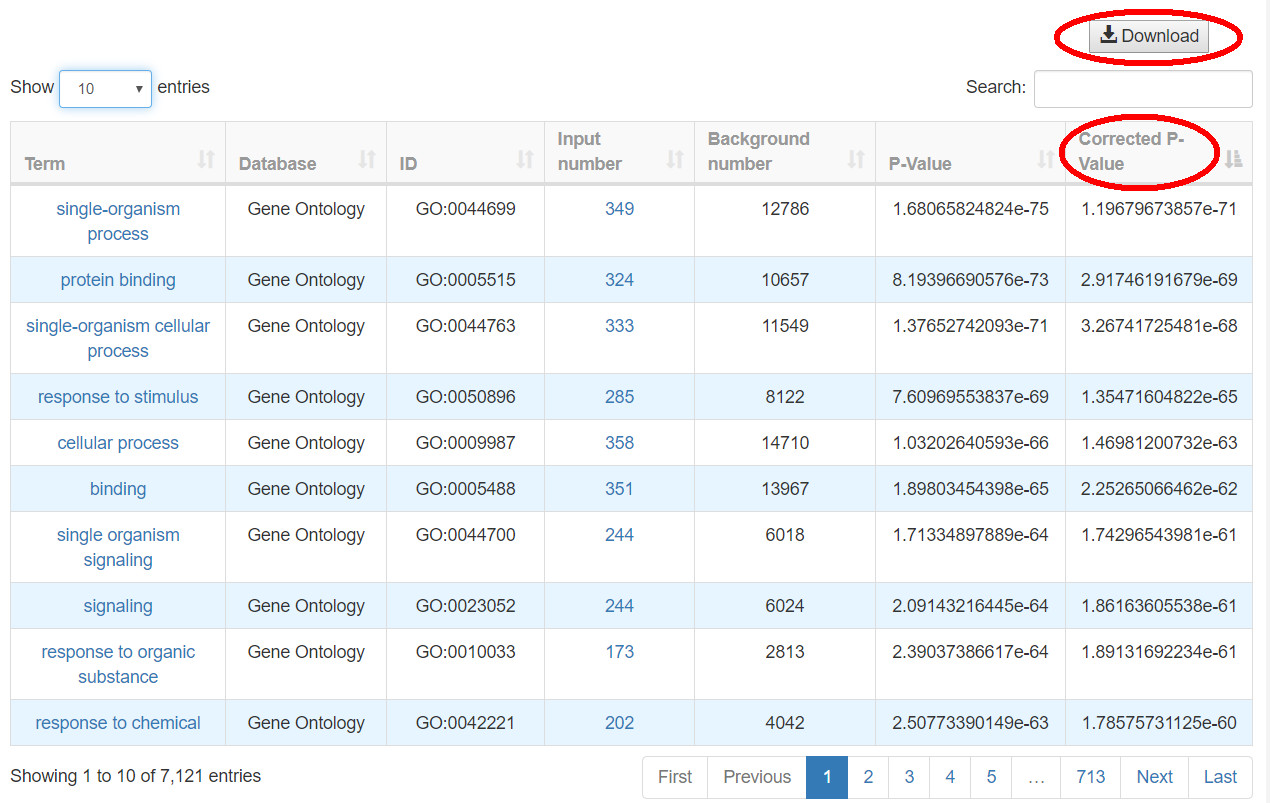 Download
Show 10 entries Search:
Term Database ID Input number Background number P-Value Corrected P-Value
single-organism process Gene Ontology GO:0044699 349 12786 1.68065824824e-75 1.19679673857e-71
protein binding Gene Ontology GO:0005515 324 10657 8.19396690576e-73 2.91746191679e-69
single-organism cellular process Gene Ontology GO:0044763 333 11549 1.37652742093e-71 3.26741725481e-68
response to stimulus Gene Ontology GO:0050896 285 8122 7.60969553837e-69 1.35471604822e-65
cellular process Gene Ontology GO:0009987 358 14710 1.03202640593e-66 1.46981200732e-63
binding Gene Ontology GO:0005488 351 13967 1.89803454398e-65 2.25265066462e-62
single organism signaling Gene Ontology GO:0044700 244 6018 1.71334897889e-64 1.74296543981e-61
signaling Gene Ontology GO:0023052 244 6024 2.09143216445e-64 1.86163605538e-61
response to organic substance Gene Ontology GO:0010033 173 2813 2.39037386617e-64 1.89131692234e-61
response to chemical Gene Ontology GO:0042221 202 4042 2.50773390149e-63 1.78575731125e-60
Showing 1 to 10 of 7,121 entries First Previous 1 2 3 4 5 … 713 Next Last